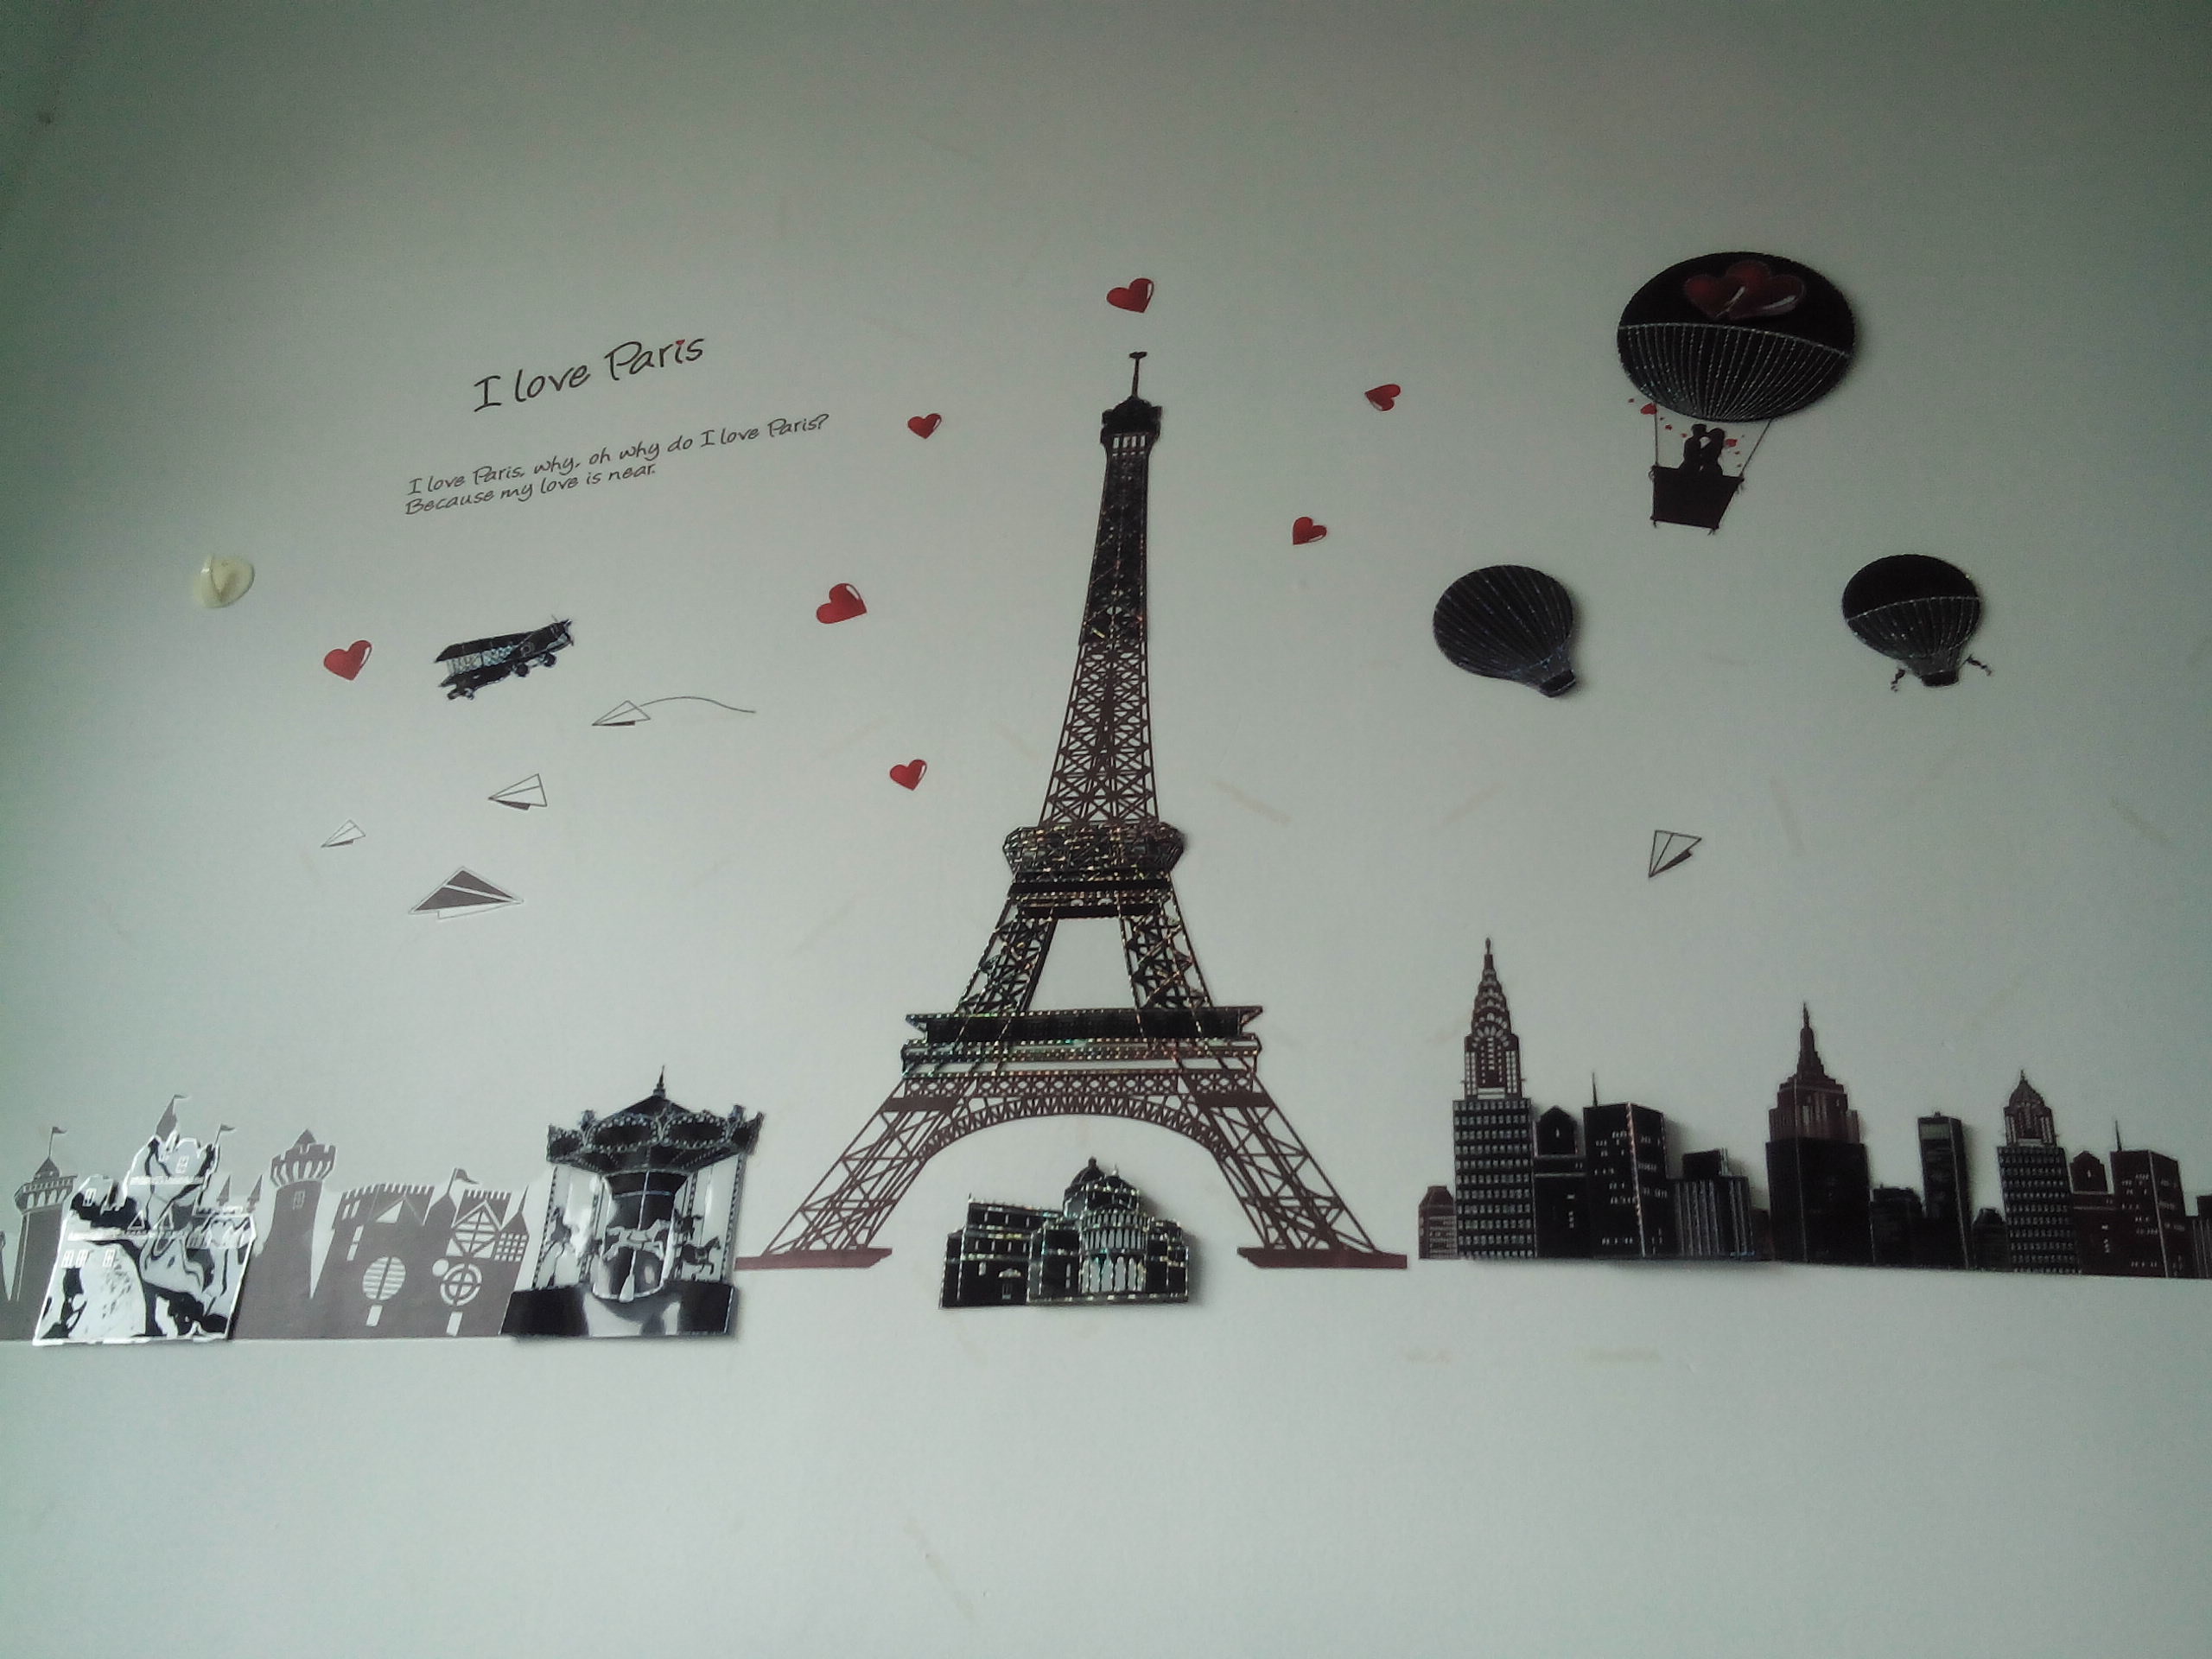 I love Paris
I love Paris, why, oh why do I love Paris?
Because my love is near.